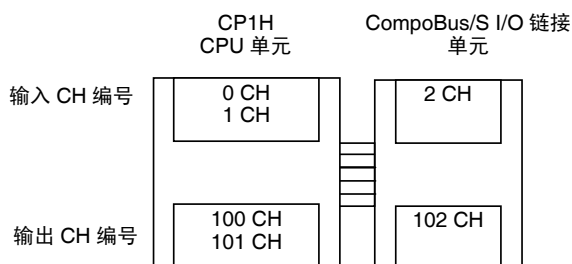 CP1H
CPU 单元
CompoBus/S I/O 链接
单元
输入 CH 编号
0 CH
1 CH
2 CH
输出 CH 编号
100 CH
101 CH
102 CH